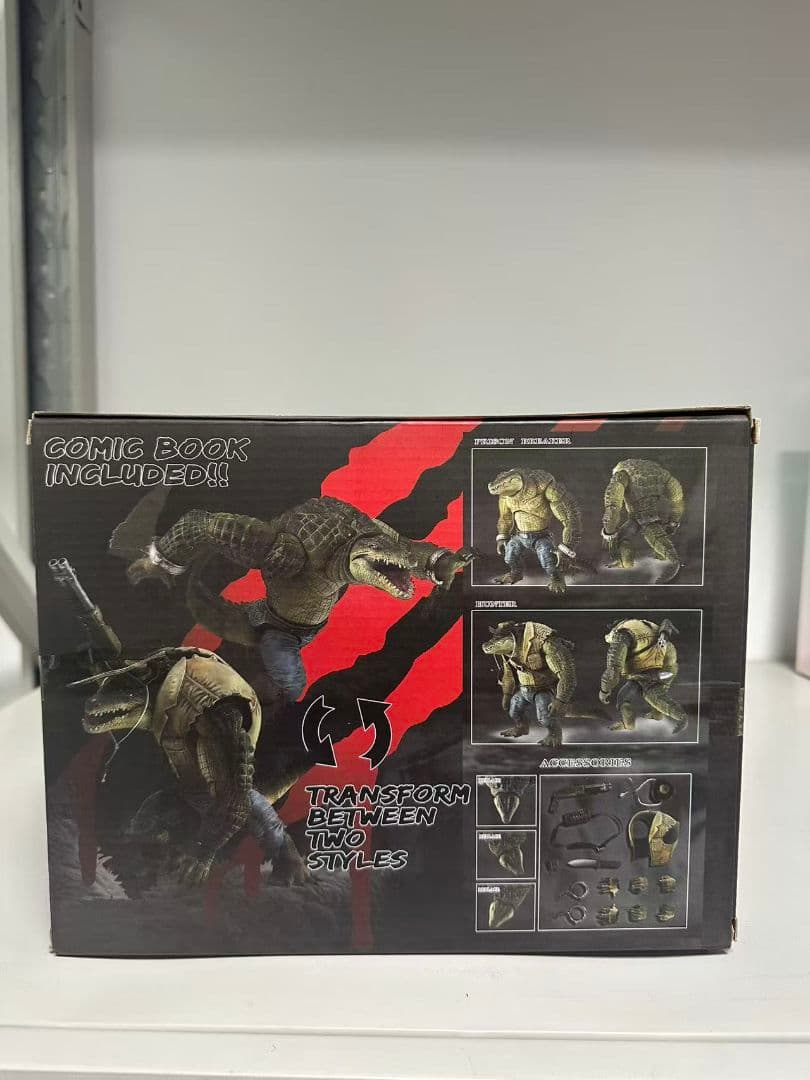 COMIC BOOK
INCLUDED!!
PRISON BREAKER
HUNTER
TRANSFORM
BETWEEN
TWO
STYLES
ACCESSORIES